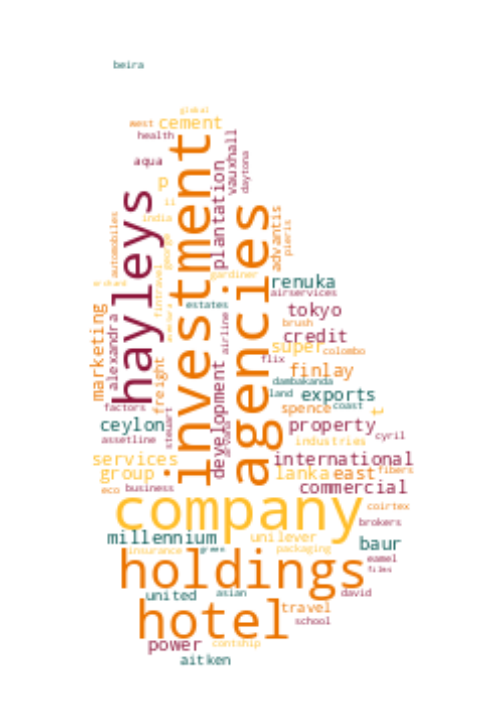 beira
global
west cement
health
aqua
p
ii
india
hayleys
investment
plantation
vauxhall
daytona
agencies
advantis
pieris
automobiles
george
fintravel
gardiner
renuka
airservices
estates
tokyo
brush
credit
airline
super colombo
flix
finlay
marketing
alexandra
freight
dambakanda
land exports
factors
spence coast t
ceylon
steuart
development
property
cyril
assetline
industries
services
international
group
lanka east fibers
eco business
commercial
company
coirtex
brokers
millennium
unilever
baur
insurance green
packaging
eamel
holdings
files
united
asian
david
hotel
travel
school
power
contship
aitken